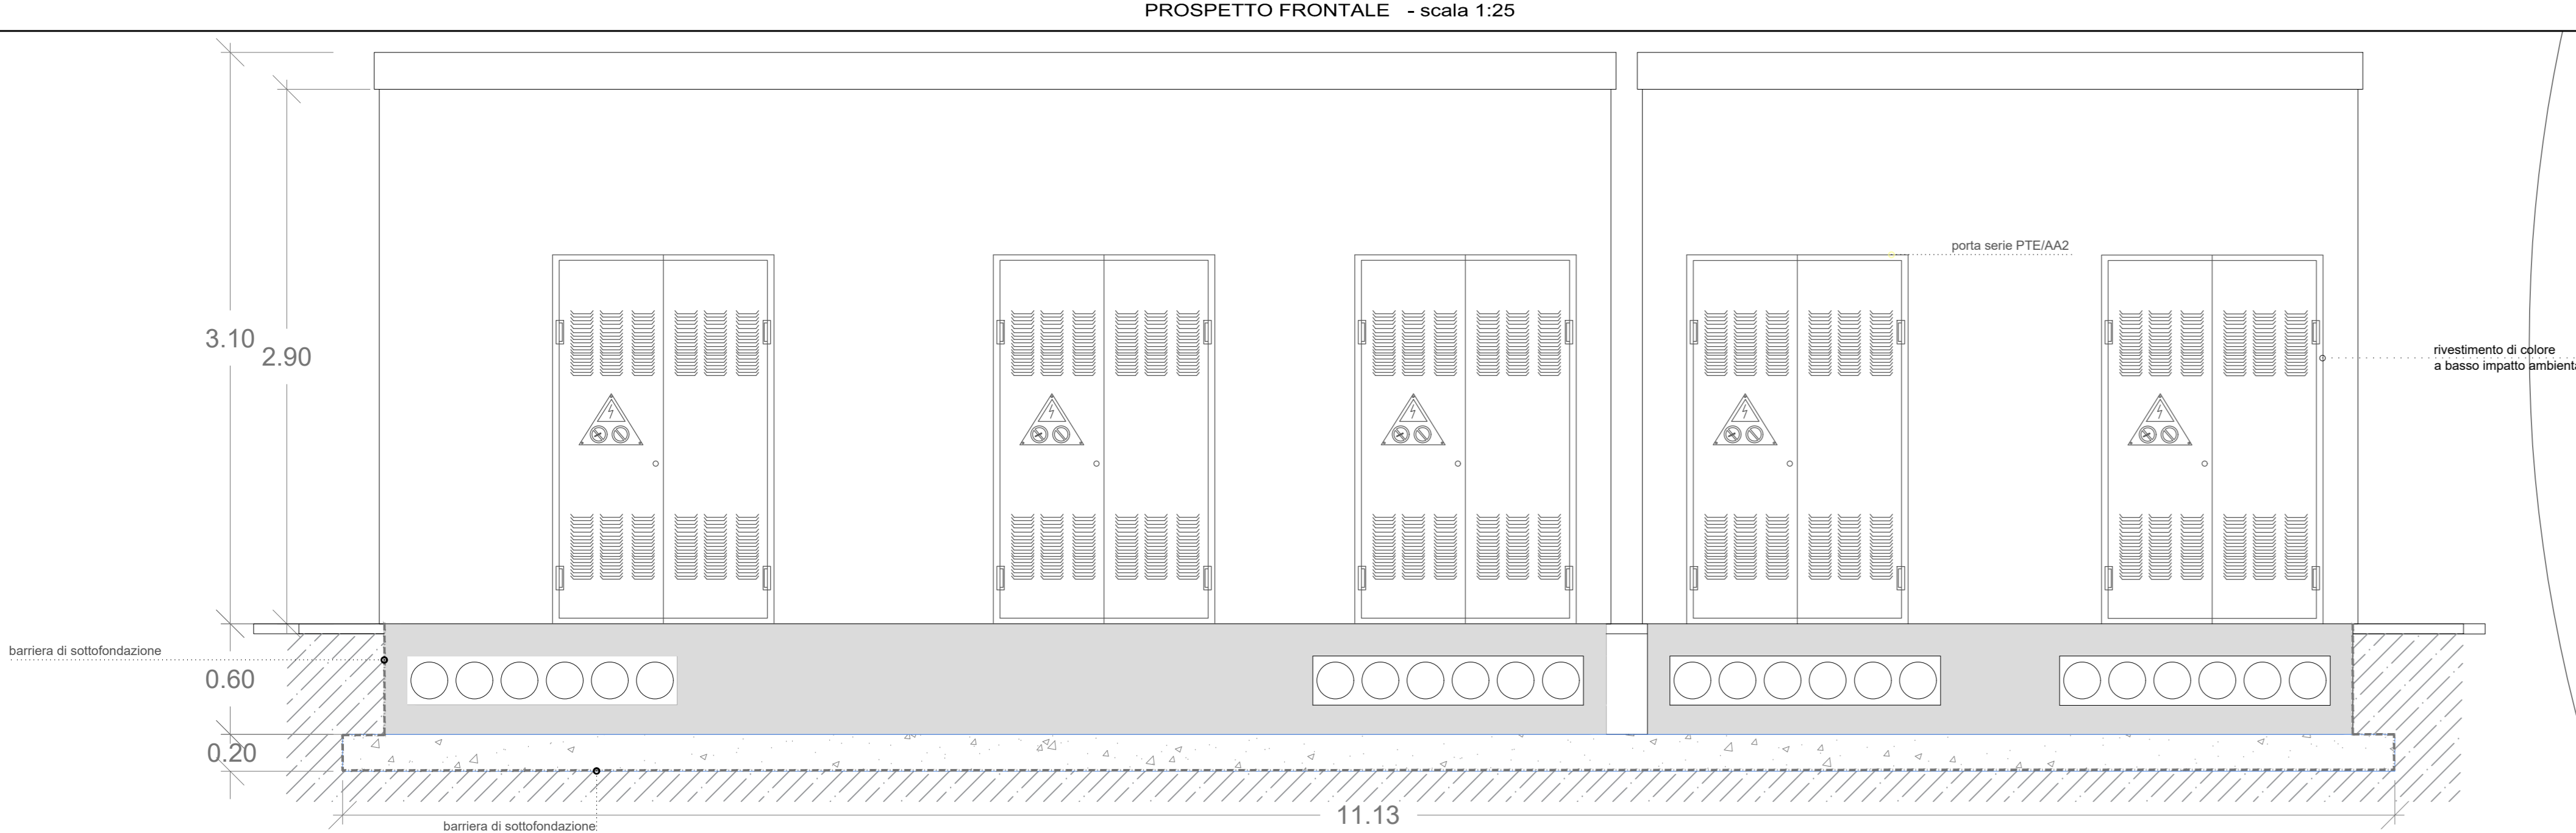 PROSPETTO FRONTALE - scala 1:25
porta serie PTE/AA2
3.10
2.90
rivestimento di colore
a basso impatto
barriera di sottofondazione
0.60
0.20
11.13
barriera di sottofondazione